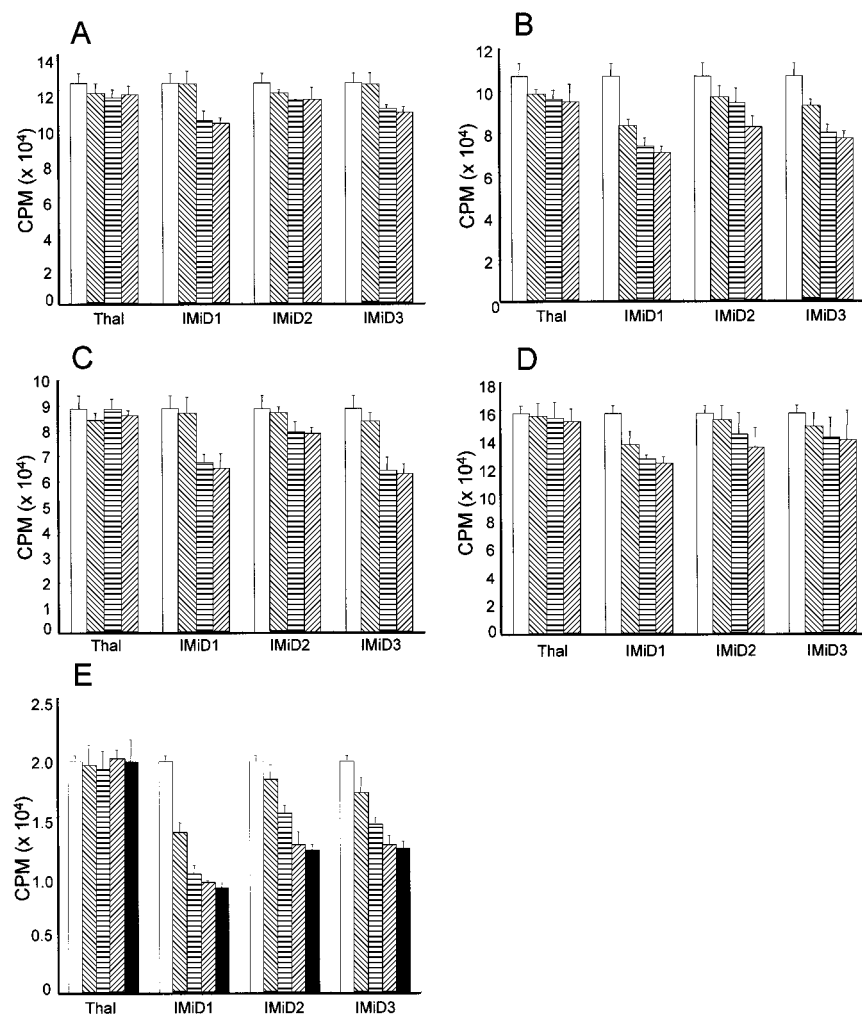 A
14
12
10
8
6
4
2
0
CPM (x 10⁴)
Thal IMiD1 IMiD2 IMiD3
B
12
10
8
6
4
2
0
CPM (x 10⁴)
Thal IMiD1 IMiD2 IMiD3
C
10
9
8
7
6
5
4
3
2
1
0
CPM (x 10⁴)
Thal IMiD1 IMiD2 IMiD3
D
18
16
14
12
10
8
6
4
2
0
CPM (x 10⁴)
Thal IMiD1 IMiD2 IMiD3
E
2.5
2.0
1.5
1.0
0.5
0
CPM (x 10⁴)
Thal IMiD1 IMiD2 IMiD3